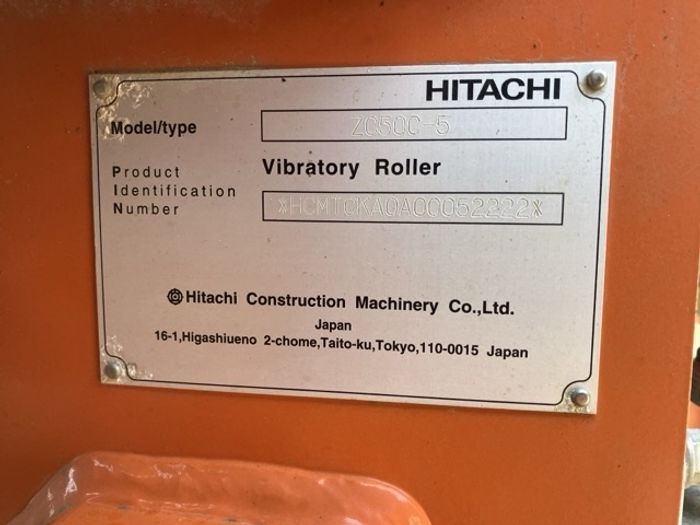 HITACHI
Model/type ZC50C-5
Vibratory Roller
Product
Identification
Number *HCMTCKA0A00052222*
Hitachi Construction Machinery Co.,Ltd.
Japan
16-1,Higashiueno 2-chome,Taito-ku,Tokyo,110-0015 Japan